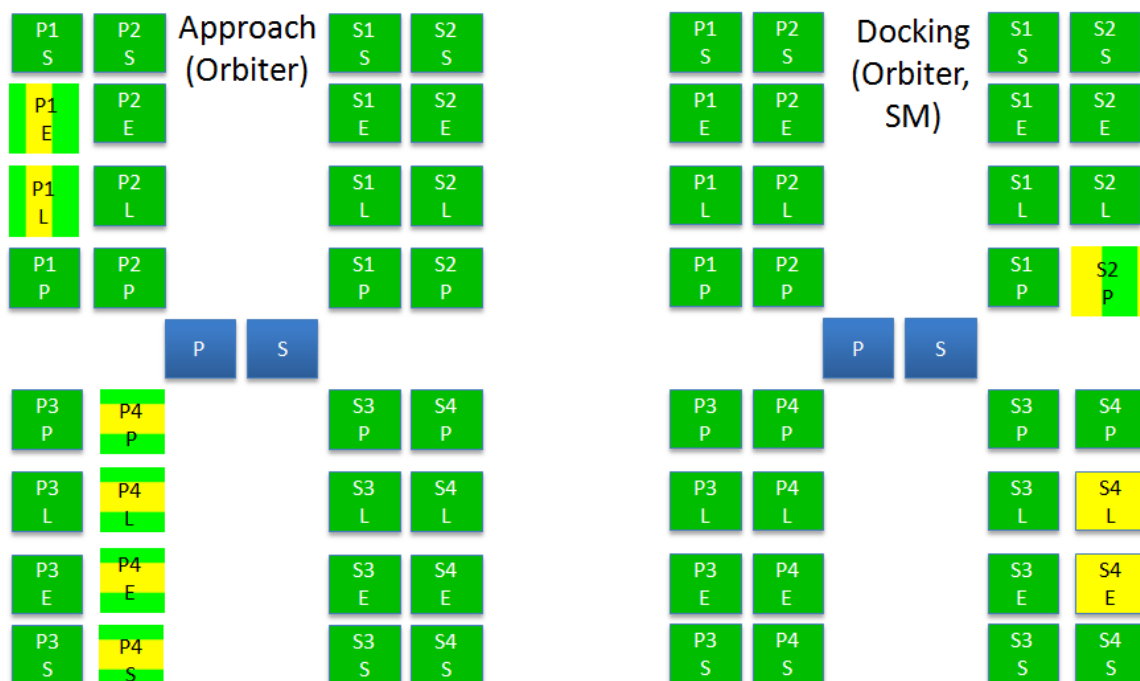 Approach
(Orbiter)
P1
S
P2
S
S1
S
S2
S
P1
E
P2
E
S1
E
S2
E
P1
L
P2
L
S1
L
S2
L
P1
P
P2
P
S1
P
S2
P
P
S
P3
P
P4
P
S3
P
S4
P
P3
L
P4
L
S3
L
S4
L
P3
E
P4
E
S3
E
S4
E
P3
S
P4
S
S3
S
S4
S
Docking
(Orbiter,
SM)
P1
S
P2
S
S1
S
S2
S
P1
E
P2
E
S1
E
S2
E
P1
L
P2
L
S1
L
S2
L
P1
P
P2
P
S1
P
S2
P
P
S
P3
P
P4
P
S3
P
S4
P
P3
L
P4
L
S3
L
S4
L
P3
E
P4
E
S3
E
S4
E
P3
S
P4
S
S3
S
S4
S